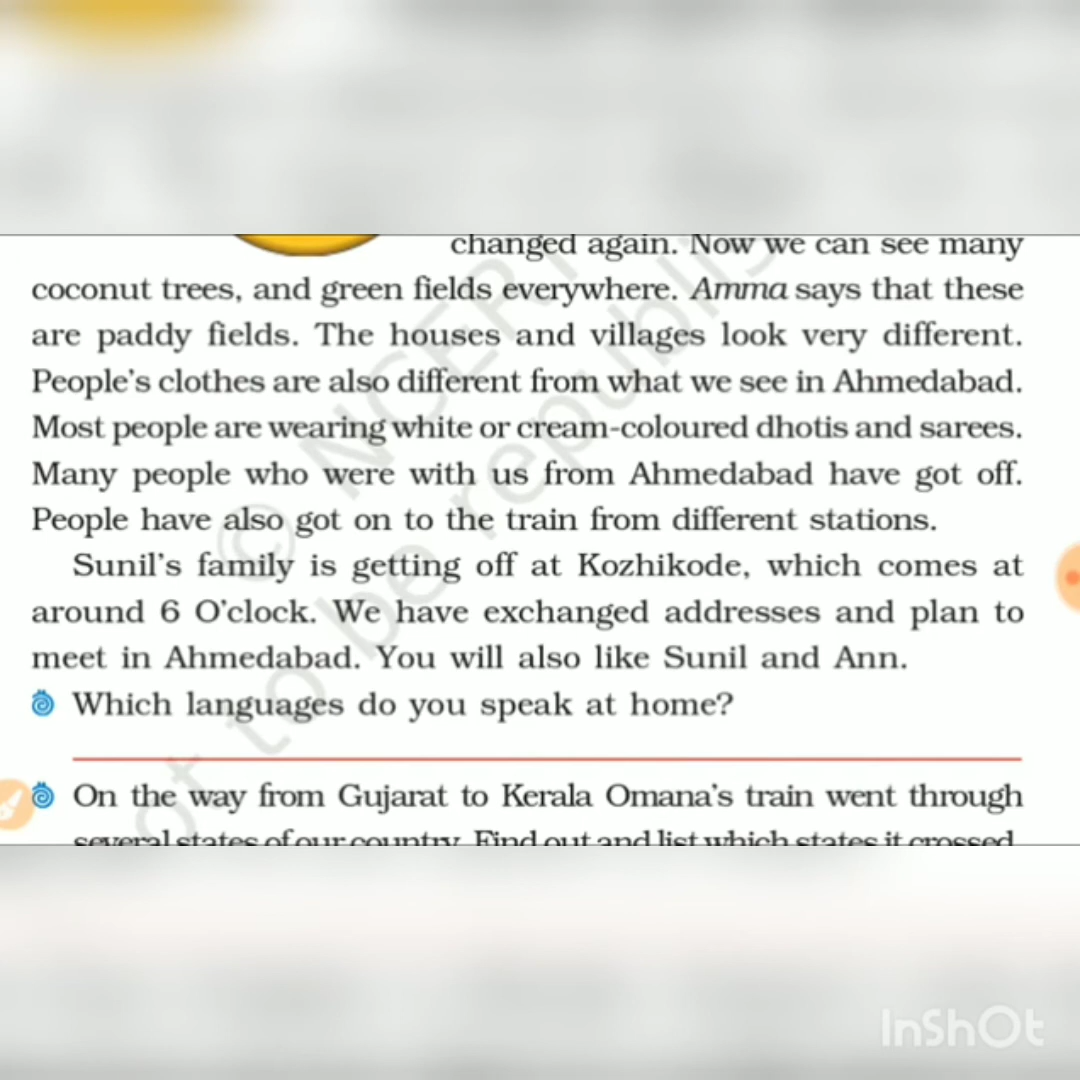 changed again. Now we can see many
coconut trees, and green fields everywhere. Amma says that these
are paddy fields. The houses and villages look very different.
People's clothes are also different from what we see in Ahmedabad.
Most people are wearing white or cream-coloured dhotis and sarees.
Many people who were with us from Ahmedabad have got off.
People have also got on to the train from different stations.
Sunil's family is getting off at Kozhikode, which comes at
around 6 O'clock. We have exchanged addresses and plan to
meet in Ahmedabad. You will also like Sunil and Ann.
Which languages do you speak at home?
On the way from Gujarat to Kerala Omana's train went through
several states of our country. Find out and list which states it crossed
© NCERT
not to be republis
InShOt